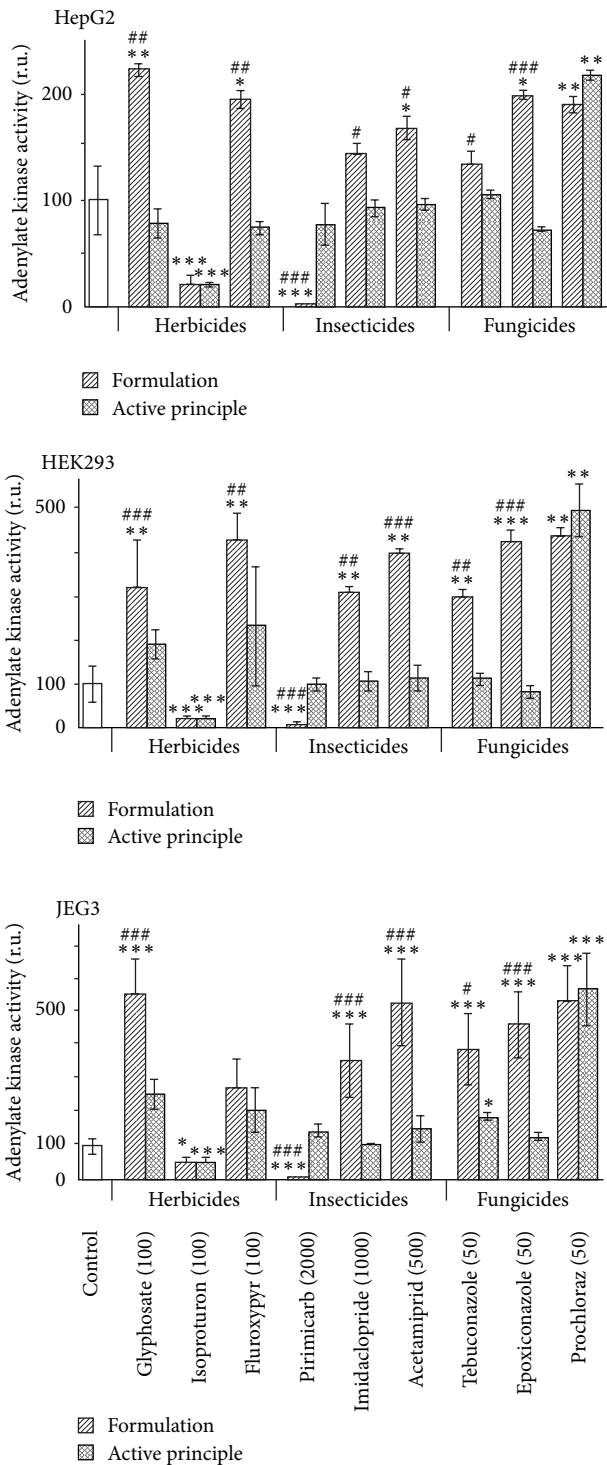 HepG2
Adenylate kinase activity (r.u.)
200
100
0
##
**
***
***
##
*
###
***
#
#
*
#
###
*
**
**
Herbicides
Insecticides
Fungicides
Formulation
Active principle
HEK293
Adenylate kinase activity (r.u.)
500
100
0
###
**
***
***
##
**
###
***
##
**
###
**
##
**
###
***
**
**
Herbicides
Insecticides
Fungicides
Formulation
Active principle
JEG3
Adenylate kinase activity (r.u.)
500
100
0
###
***
*
***
###
***
###
***
###
***
#
***
*
###
***
***
***
Herbicides
Insecticides
Fungicides
Control
Glyphosate (100)
Isoproturon (100)
Fluroxypyr (100)
Pirimicarb (2000)
Imidaclopride (1000)
Acetamiprid (500)
Tebuconazole (50)
Epoxiconazole (50)
Prochloraz (50)
Formulation
Active principle